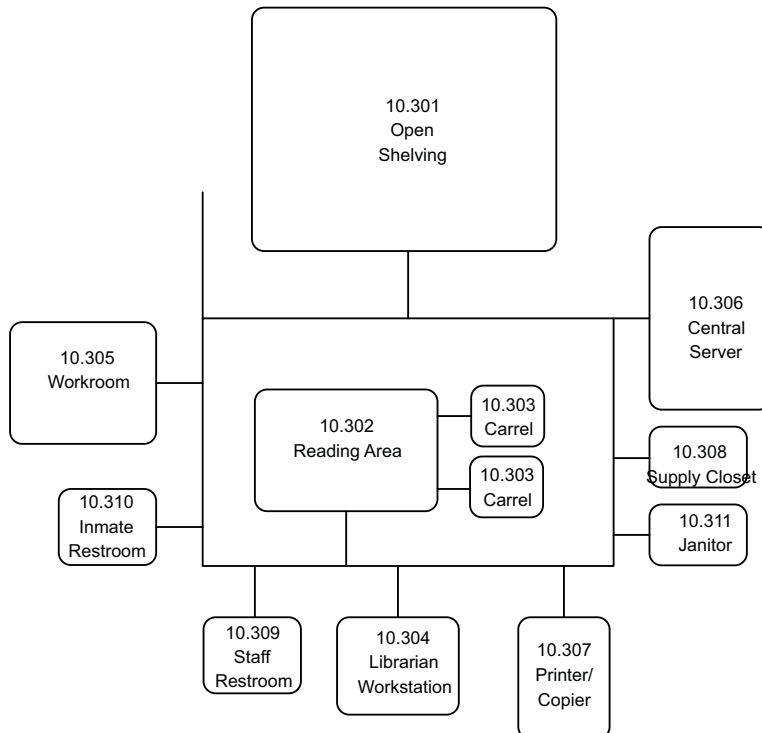 10.301
Open
Shelving
10.306
Central
Server
10.305
Workroom
10.302
Reading Area
10.303
Carrel
10.303
Carrel
10.308
Supply Closet
10.310
Inmate
Restroom
10.311
Janitor
10.309
Staff
Restroom
10.304
Librarian
Workstation
10.307
Printer/
Copier